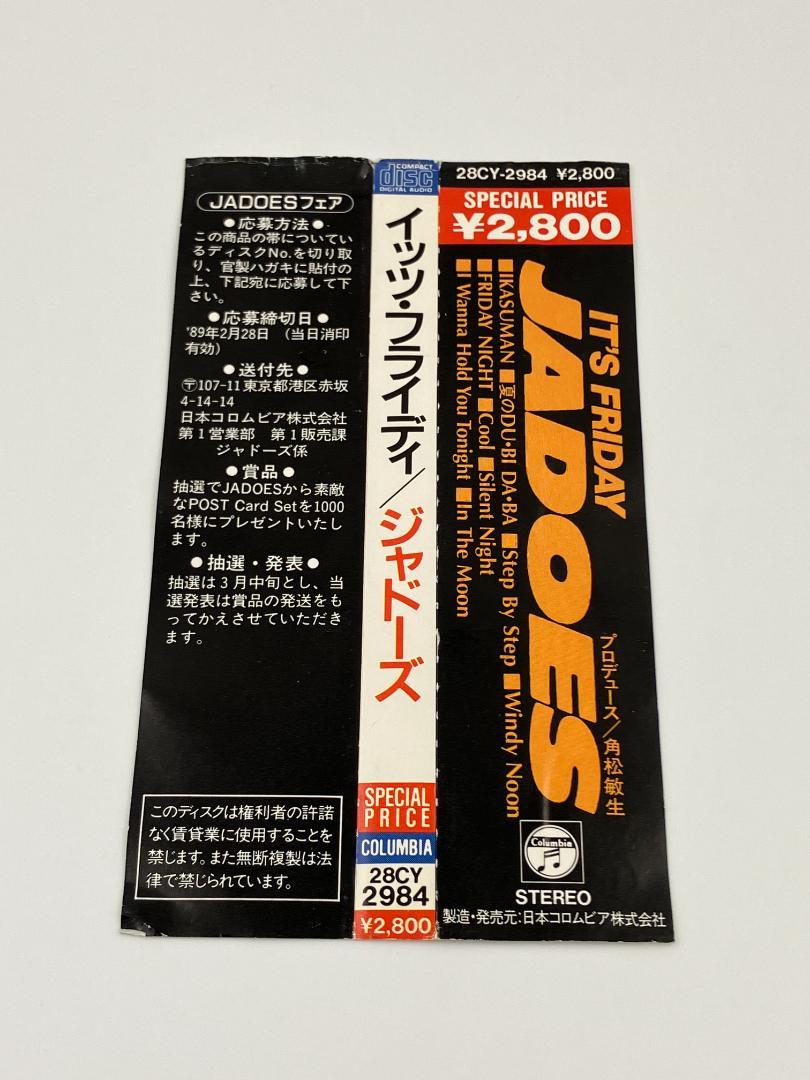 JADOESフェア
●応募方法●
この商品の帯についてい
るディスクNo.を切り取
り、官製ハガキに貼付の
上、下記宛に応募して下
さい。
●応募締切日●
'89年2月28日 (当日消印
有効)
●送付先●
〒107-11東京都港区赤坂
4-14-14
日本コロムビア株式会社
第1営業部 第1販売課
ジャドーズ係
●賞品●
抽選でJADOESから素敵
なPOST Card Setを1000
名様にプレゼントいたし
ます。
●抽選・発表●
抽選は3月中旬とし、当
選発表は賞品の発送をも
ってかえさせていただき
ます。
このディスクは権利者の許諾
なく賃貸業に使用することを
禁じます。また無断複製は法
律で禁じられています。
COMPACT
disc
DIGITAL AUDIO
イッツ・フライディ/ジャドーズ
SPECIAL
PRICE
COLUMBIA
28CY
2984
¥2,800
28CY-2984 ¥2,800
SPECIAL PRICE
¥2,800
IT'S FRIDAY
JADOES
プロデュース/角松敏生
■IKASUMAN ■夏のDU・BI DA・BA ■Step By Step ■Windy Noon
■FRIDAY NIGHT ■Cool ■Silent Night
■I Wanna Hold You Tonight ■In The Moon
Columbia
STEREO
製造・発売元:日本コロムビア株式会社